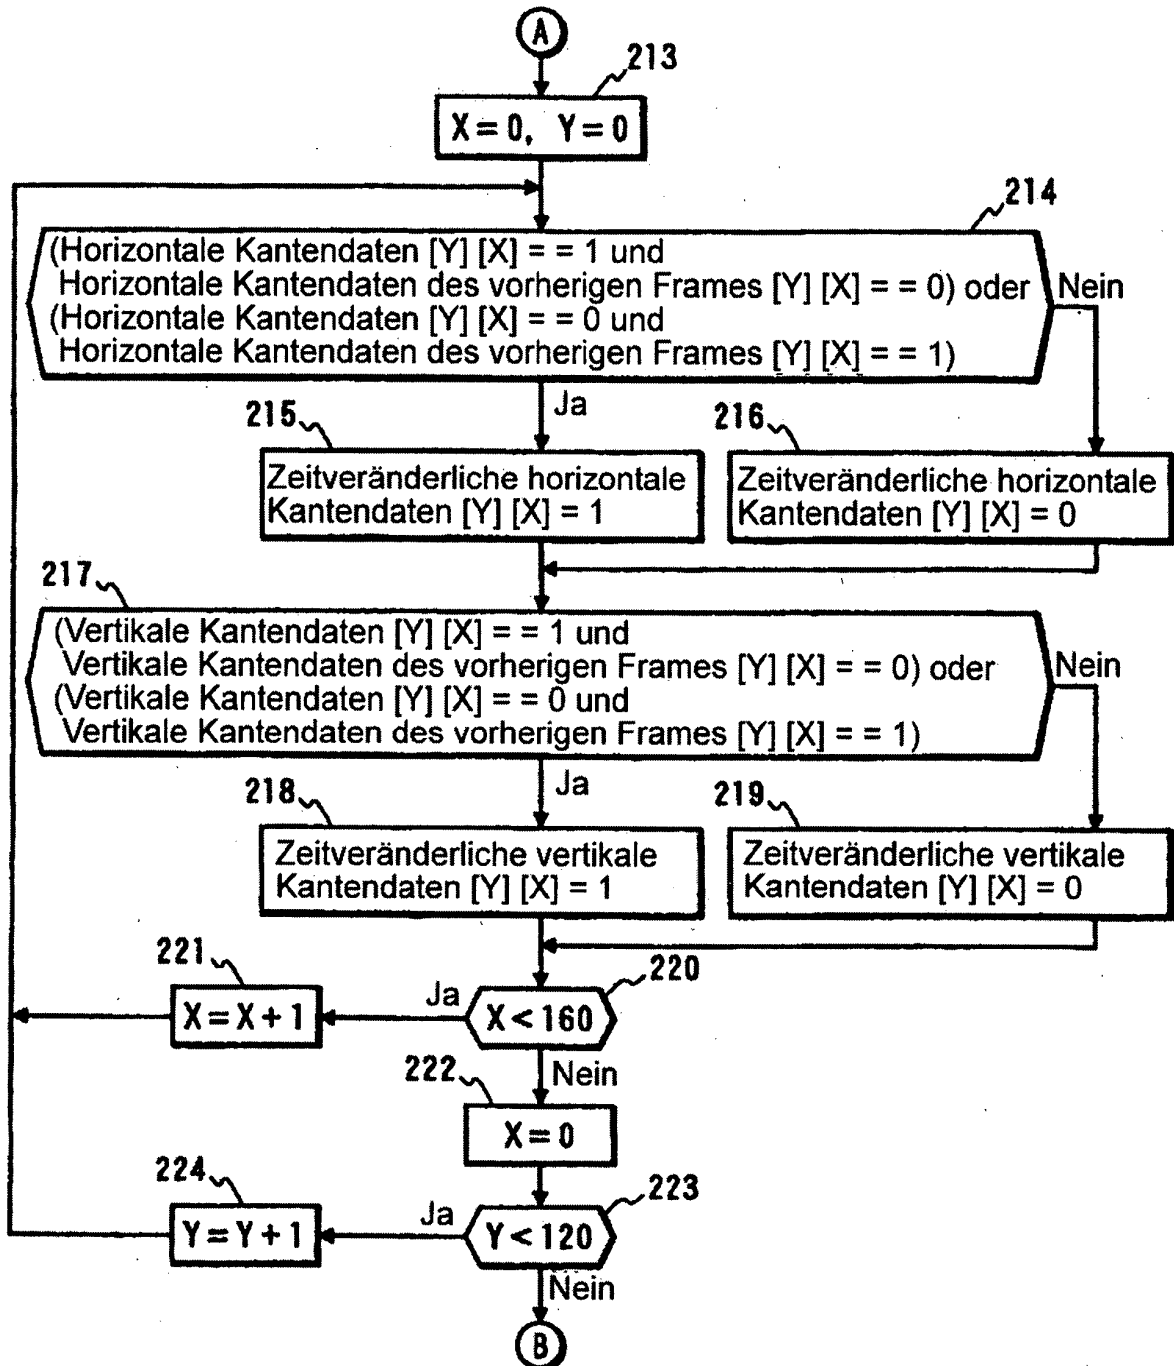 A
213
X = 0, Y = 0
214
(Horizontale Kantendaten [Y] [X] = = 1 und
Horizontale Kantendaten des vorherigen Frames [Y] [X] = = 0) oder
(Horizontale Kantendaten [Y] [X] = = 0 und
Horizontale Kantendaten des vorherigen Frames [Y] [X] = = 1)
Nein
Ja
215
Zeitveränderliche horizontale
Kantendaten [Y] [X] = 1
216
Zeitveränderliche horizontale
Kantendaten [Y] [X] = 0
217
(Vertikale Kantendaten [Y] [X] = = 1 und
Vertikale Kantendaten des vorherigen Frames [Y] [X] = = 0) oder
(Vertikale Kantendaten [Y] [X] = = 0 und
Vertikale Kantendaten des vorherigen Frames [Y] [X] = = 1)
Nein
Ja
218
Zeitveränderliche vertikale
Kantendaten [Y] [X] = 1
219
Zeitveränderliche vertikale
Kantendaten [Y] [X] = 0
220
X < 160
Ja
221
X = X + 1
Nein
222
X = 0
223
Y < 120
Ja
224
Y = Y + 1
Nein
B